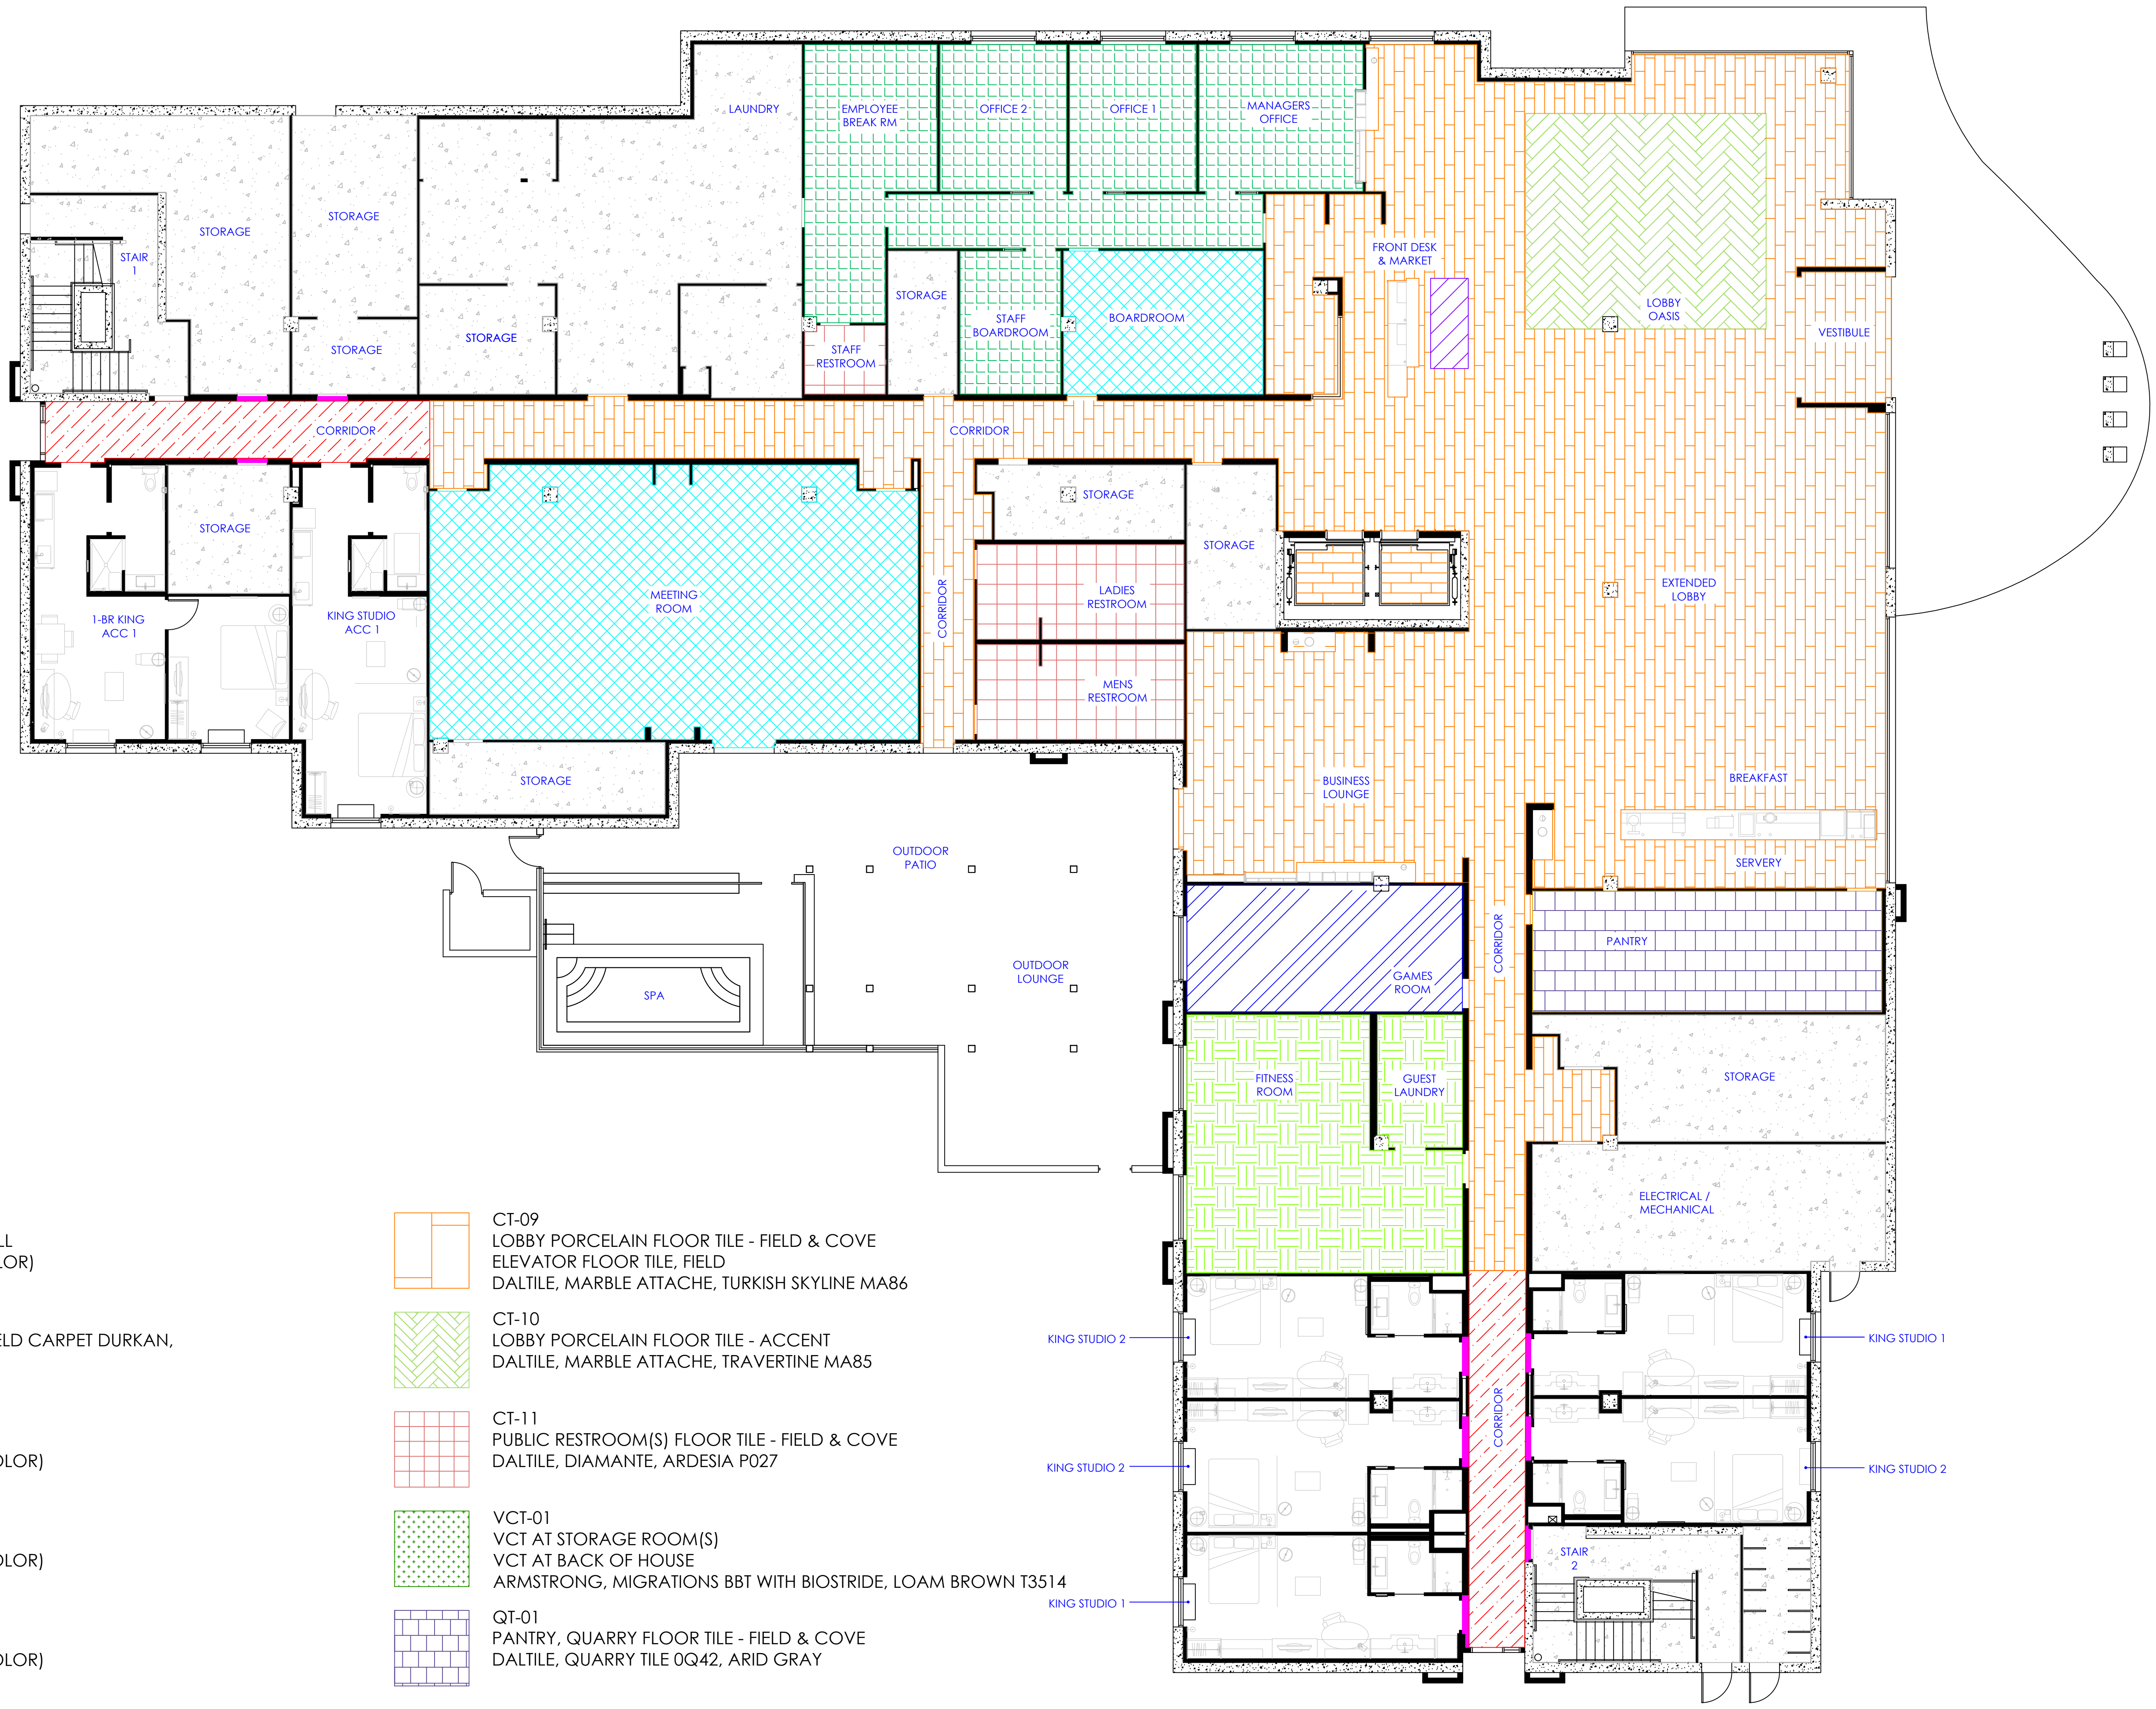 LAUNDRY
EMPLOYEE
BREAK RM
OFFICE 2
OFFICE 1
MANAGERS
OFFICE
STORAGE
STORAGE
STAIR
1
STORAGE
STORAGE
STORAGE
STAFF
BOARDROOM
BOARDROOM
STAFF
RESTROOM
FRONT DESK
& MARKET
LOBBY
OASIS
VESTIBULE
CORRIDOR
CORRIDOR
STORAGE
STORAGE
STORAGE
1-BR KING
ACC 1
KING STUDIO
ACC 1
MEETING
ROOM
CORRIDOR
LADIES
RESTROOM
MENS
RESTROOM
EXTENDED
LOBBY
STORAGE
BUSINESS
LOUNGE
BREAKFAST
SERVERY
OUTDOOR
PATIO
OUTDOOR
LOUNGE
SPA
GAMES
ROOM
CORRIDOR
PANTRY
FITNESS
ROOM
GUEST
LAUNDRY
STORAGE
ELECTRICAL /
MECHANICAL
KING STUDIO 2
KING STUDIO 1
KING STUDIO 2
KING STUDIO 2
CORRIDOR
KING STUDIO 1
STAIR
2
LL
LOR)
ELD CARPET DURKAN,
OLOR)
OLOR)
OLOR)
CT-09
LOBBY PORCELAIN FLOOR TILE - FIELD & COVE
ELEVATOR FLOOR TILE, FIELD
DALTILE, MARBLE ATTACHE, TURKISH SKYLINE MA86
CT-10
LOBBY PORCELAIN FLOOR TILE - ACCENT
DALTILE, MARBLE ATTACHE, TRAVERTINE MA85
CT-11
PUBLIC RESTROOM(S) FLOOR TILE - FIELD & COVE
DALTILE, DIAMANTE, ARDESIA P027
VCT-01
VCT AT STORAGE ROOM(S)
VCT AT BACK OF HOUSE
ARMSTRONG, MIGRATIONS BBT WITH BIOSTRIDE, LOAM BROWN T3514
QT-01
PANTRY, QUARRY FLOOR TILE - FIELD & COVE
DALTILE, QUARRY TILE 0Q42, ARID GRAY